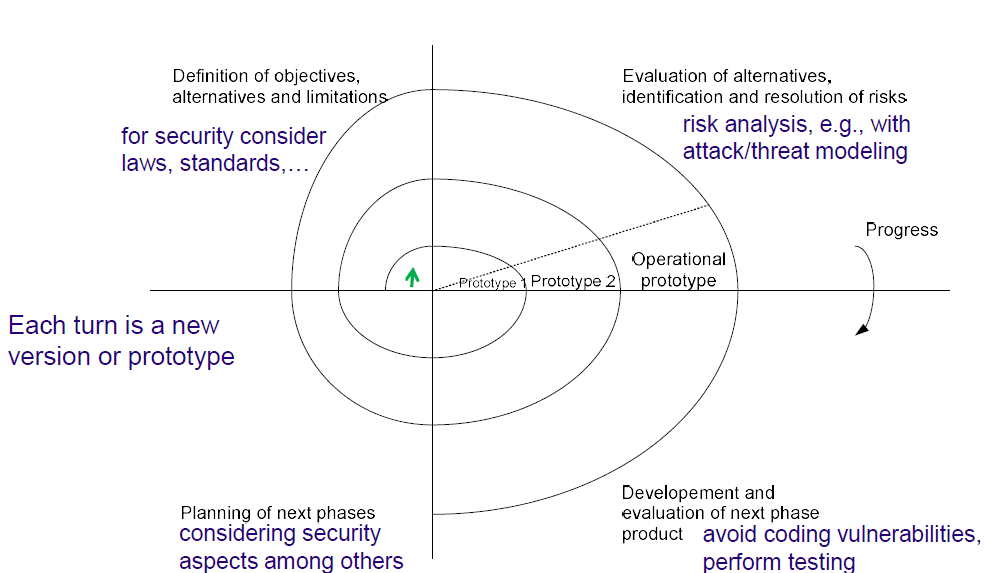 Definition of objectives,
alternatives and limitations
for security consider
laws, standards,…
Evaluation of alternatives,
identification and resolution of risks
risk analysis, e.g., with
attack/threat modeling
Progress
Operational
prototype
Prototype 1
Prototype 2
Each turn is a new
version or prototype
Planning of next phases
considering security
aspects among others
Developement and
evaluation of next phase
product
avoid coding vulnerabilities,
perform testing